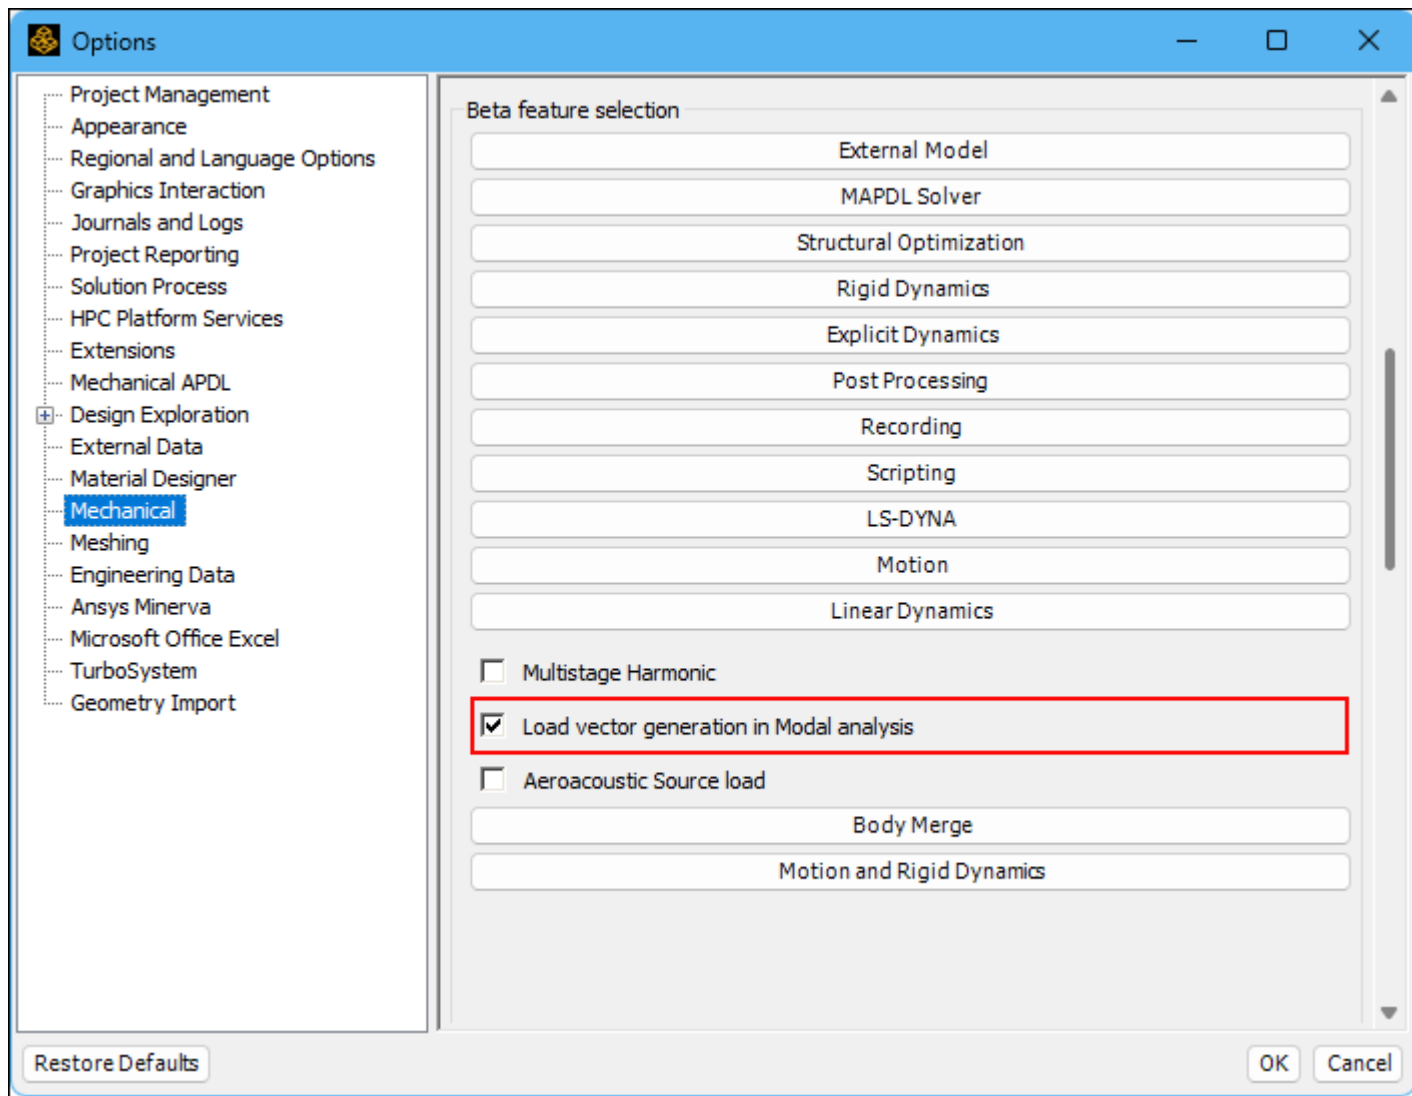 Options
Project Management
Appearance
Regional and Language Options
Graphics Interaction
Journals and Logs
Project Reporting
Solution Process
HPC Platform Services
Extensions
Mechanical APDL
Design Exploration
External Data
Material Designer
Mechanical
Meshing
Engineering Data
Ansys Minerva
Microsoft Office Excel
TurboSystem
Geometry Import
Beta feature selection
External Model
MAPDL Solver
Structural Optimization
Rigid Dynamics
Explicit Dynamics
Post Processing
Recording
Scripting
LS-DYNA
Motion
Linear Dynamics
Multistage Harmonic
Load vector generation in Modal analysis
Aeroacoustic Source load
Body Merge
Motion and Rigid Dynamics
Restore Defaults
OK
Cancel